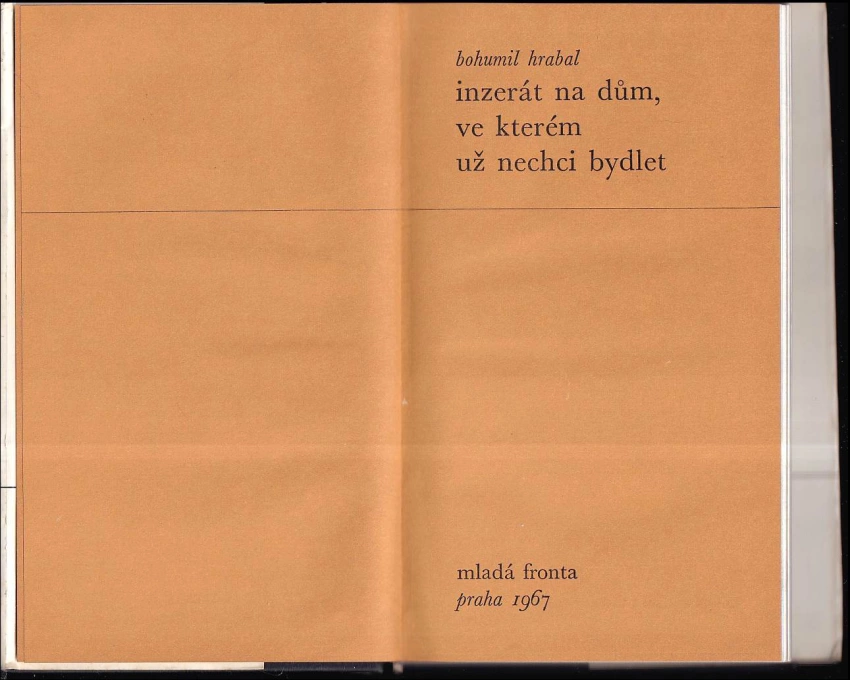 bohumil hrabal
inzerát na dům,
ve kterém
už nechci bydlet
mladá fronta
praha 1967